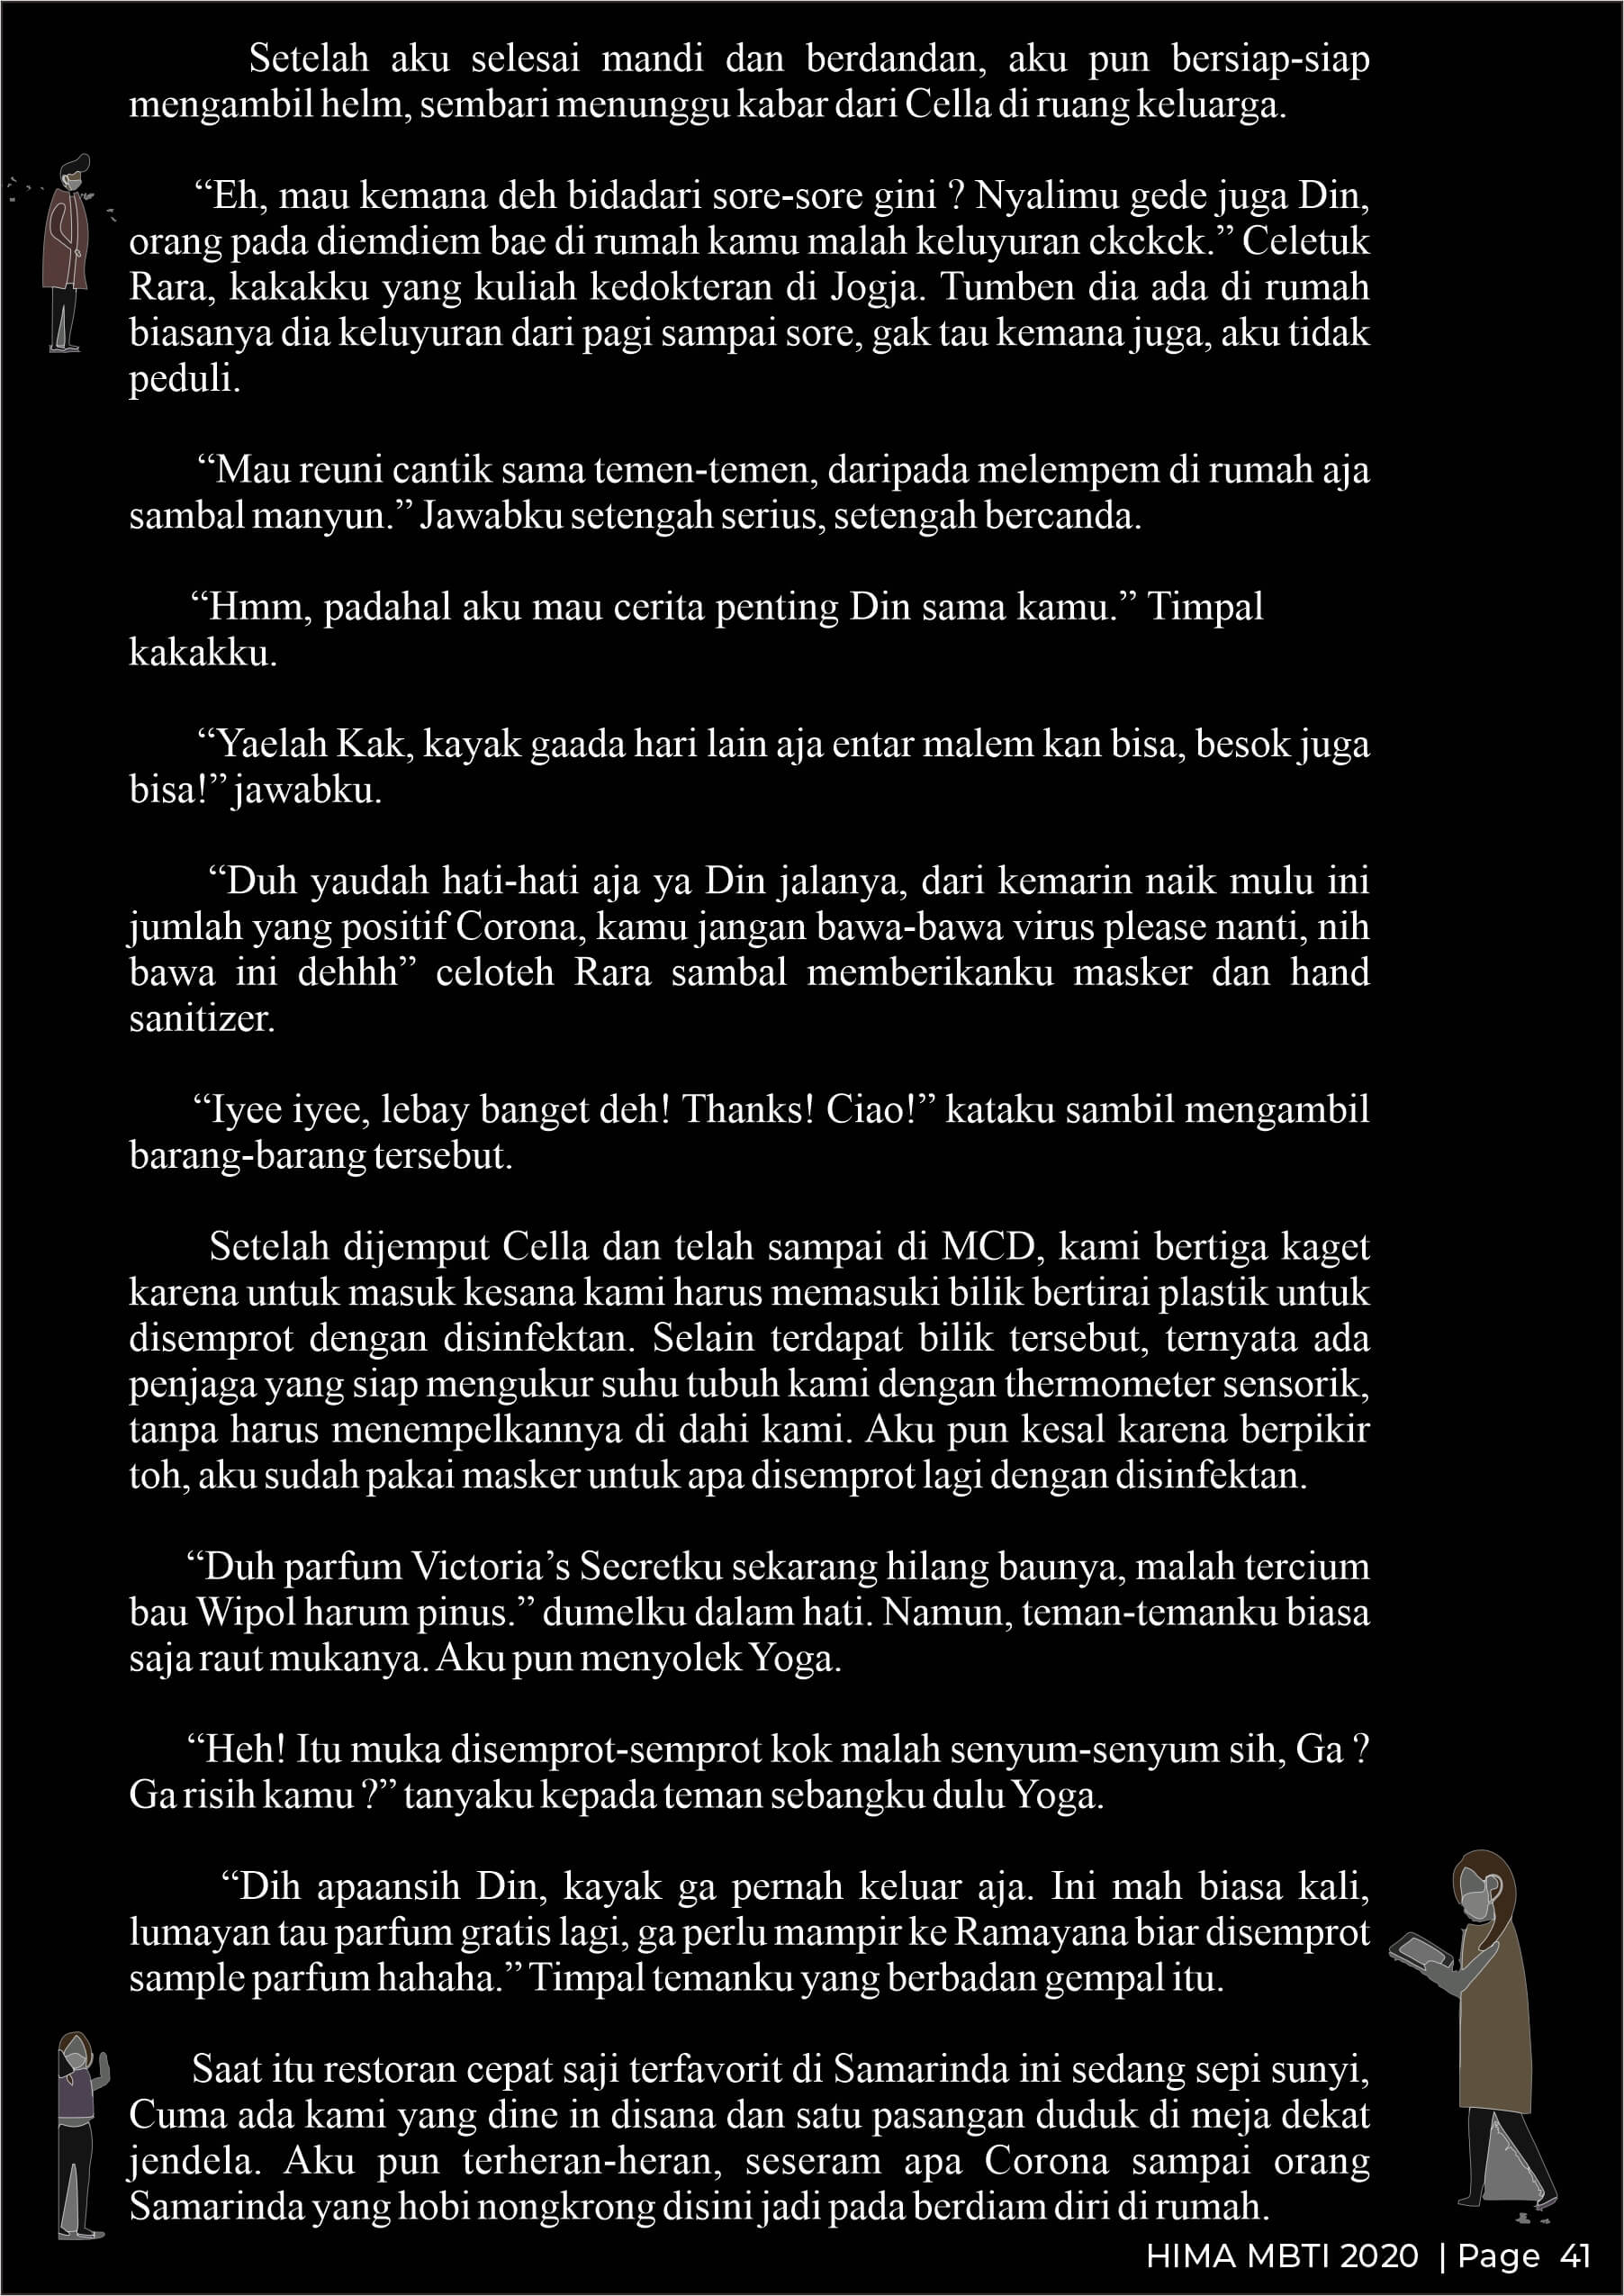 Setelah aku selesai mandi dan berdandan, aku pun bersiap-siap
mengambil helm, sembari menunggu kabar dari Cella di ruang keluarga.
“Eh, mau kemana deh bidadari sore-sore gini ? Nyalimu gede juga Din,
orang pada diemdiem bae di rumah kamu malah keluyuran ckckck.” Celetuk
Rara, kakakku yang kuliah kedokteran di Jogja. Tumben dia ada di rumah
biasanya dia keluyuran dari pagi sampai sore, gak tau kemana juga, aku tidak
peduli.
“Mau reuni cantik sama temen-temen, daripada melempem di rumah aja
sambal manyun.” Jawabku setengah serius, setengah bercanda.
“Hmm, padahal aku mau cerita penting Din sama kamu.” Timpal
kakakku.
“Yaelah Kak, kayak gaada hari lain aja entar malem kan bisa, besok juga
bisa!” jawabku.
“Duh yaudah hati-hati aja ya Din jalanya, dari kemarin naik mulu ini
jumlah yang positif Corona, kamu jangan bawa-bawa virus please nanti, nih
bawa ini dehhh” celoteh Rara sambal memberikanku masker dan hand
sanitizer.
“Iyee iyee, lebay banget deh! Thanks! Ciao!” kataku sambil mengambil
barang-barang tersebut.
Setelah dijemput Cella dan telah sampai di MCD, kami bertiga kaget
karena untuk masuk kesana kami harus memasuki bilik bertirai plastik untuk
disemprot dengan disinfektan. Selain terdapat bilik tersebut, ternyata ada
penjaga yang siap mengukur suhu tubuh kami dengan thermometer sensorik,
tanpa harus menempelkannya di dahi kami. Aku pun kesal karena berpikir
toh, aku sudah pakai masker untuk apa disemprot lagi dengan disinfektan.
“Duh parfum Victoria’s Secretku sekarang hilang baunya, malah tercium
bau Wipol harum pinus.” dumelku dalam hati. Namun, teman-temanku biasa
saja raut mukanya. Aku pun menyolek Yoga.
“Heh! Itu muka disemprot-semprot kok malah senyum-senyum sih, Ga ?
Ga risih kamu ?” tanyaku kepada teman sebangku dulu Yoga.
“Dih apaansih Din, kayak ga pernah keluar aja. Ini mah biasa kali,
lumayan tau parfum gratis lagi, ga perlu mampir ke Ramayana biar disemprot
sample parfum hahaha.” Timpal temanku yang berbadan gempal itu.
Saat itu restoran cepat saji terfavorit di Samarinda ini sedang sepi sunyi,
Cuma ada kami yang dine in disana dan satu pasangan duduk di meja dekat
jendela. Aku pun terheran-heran, seseram apa Corona sampai orang
Samarinda yang hobi nongkrong disini jadi pada berdiam diri di rumah.
HIMA MBTI 2020 | Page 41